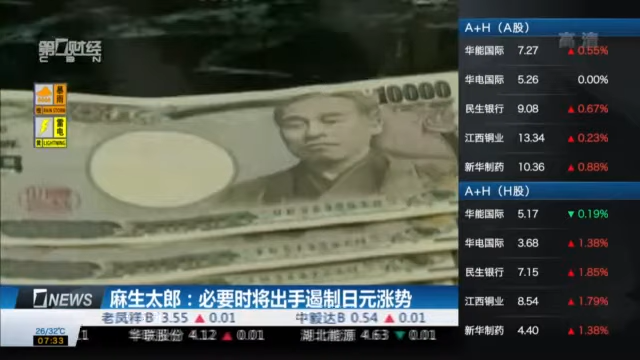 第一财经
CBN
高清
暴雨
橙 RAIN STORM
雷电
黄 LIGHTNING
10000
A+H（A股）
华能国际 7.27 ▲0.55%
华电国际 5.26 0.00%
民生银行 9.08 ▲0.67%
江西铜业 13.34 ▲0.23%
新华制药 10.36 ▲0.88%
A+H（H股）
华能国际 5.17 ▼0.19%
华电国际 3.68 ▲1.38%
民生银行 7.15 ▲1.85%
江西铜业 8.54 ▲1.79%
新华制药 4.40 ▲1.38%
NEWS
麻生太郎：必要时将出手遏制日元涨势
老凤祥B 3.55 ▲0.01 中毅达B 0.54 ▲0.01
26/32℃
07:33
华联股份 4.12 ▲0.01 湖北能源 4.63 ▼0.01